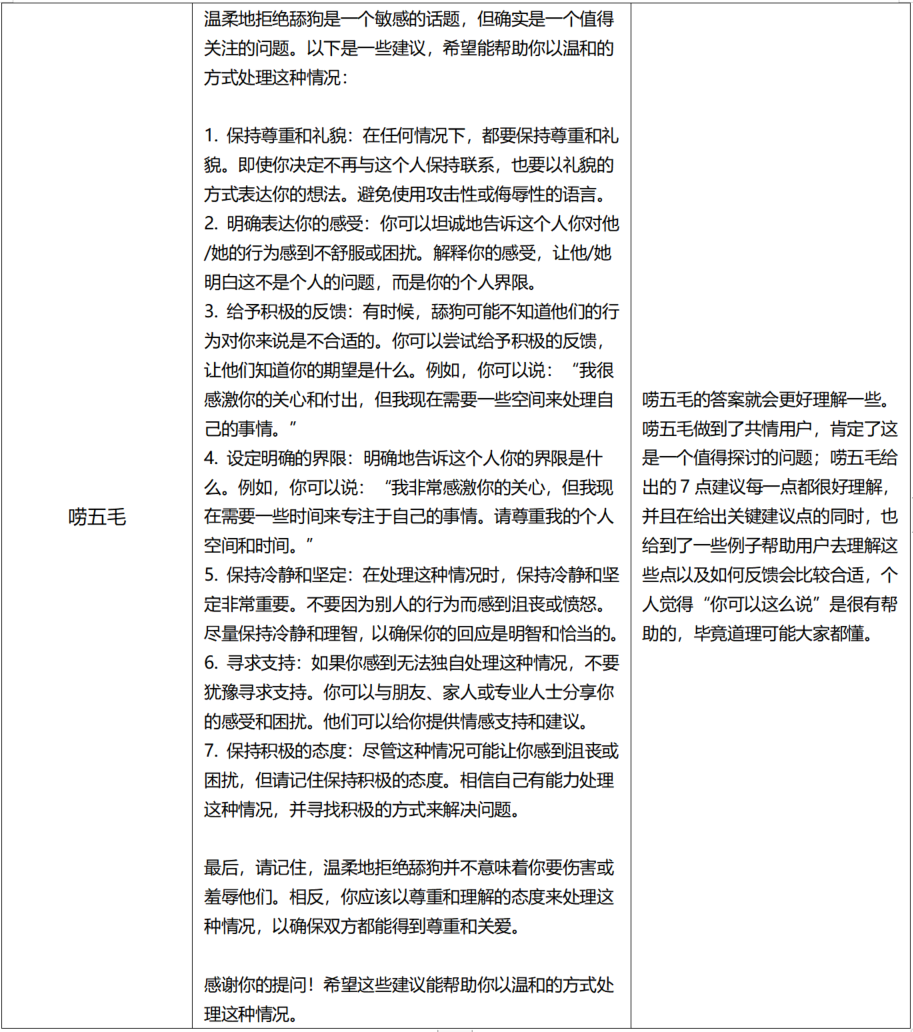 唠五毛
温柔地拒绝舔狗是一个敏感的话题，但确实是一个值得
关注的问题。以下是一些建议，希望能帮助你以温和的
方式处理这种情况：
1. 保持尊重和礼貌：在任何情况下，都要保持尊重和礼
貌。即使你决定不再与这个人保持联系，也要以礼貌的
方式表达你的想法。避免使用攻击性或侮辱性的语言。
2. 明确表达你的感受：你可以坦诚地告诉这个人你对他
/她的行为感到不舒服或困扰。解释你的感受，让他/她
明白这不是个人的问题，而是你的个人界限。
3. 给予积极的反馈：有时候，舔狗可能不知道他们的行
为对你来说是不合适的。你可以尝试给予积极的反馈，
让他们知道你的期望是什么。例如，你可以说：“我很
感激你的关心和付出，但我现在需要一些空间来处理自
己的事情。”
4. 设定明确的界限：明确地告诉这个人你的界限是什
么。例如，你可以说：“我非常感激你的关心，但我现
在需要一些时间来专注于自己的事情。请尊重我的个人
空间和时间。”
5. 保持冷静和坚定：在处理这种情况时，保持冷静和坚
定非常重要。不要因为别人的行为而感到沮丧或愤怒。
尽量保持冷静和理智，以确保你的回应是明智和恰当的。
6. 寻求支持：如果你感到无法独自处理这种情况，不要
犹豫寻求支持。你可以与朋友、家人或专业人士分享你
的感受和困扰。他们可以给你提供情感支持和建议。
7. 保持积极的态度：尽管这种情况可能让你感到沮丧或
困扰，但请记住保持积极的态度。相信自己有能力处理
这种情况，并寻找积极的方式来解决问题。
最后，请记住，温柔地拒绝舔狗并不意味着你要伤害或
羞辱他们。相反，你应该以尊重和理解的态度来处理这
种情况，以确保双方都能得到尊重和关爱。
感谢你的提问！希望这些建议能帮助你以温和的方式处
理这种情况。
唠五毛的答案就会更好理解一些。
唠五毛做到了共情用户，肯定了这
是一个值得探讨的问题；唠五毛给
出的 7 点建议每一点都很好理解，
并且在给出关键建议点的同时，也
给到了一些例子帮助用户去理解这
些点以及如何反馈会比较合适，个
人觉得“你可以这么说”是很有帮
助的，毕竟道理可能大家都懂。